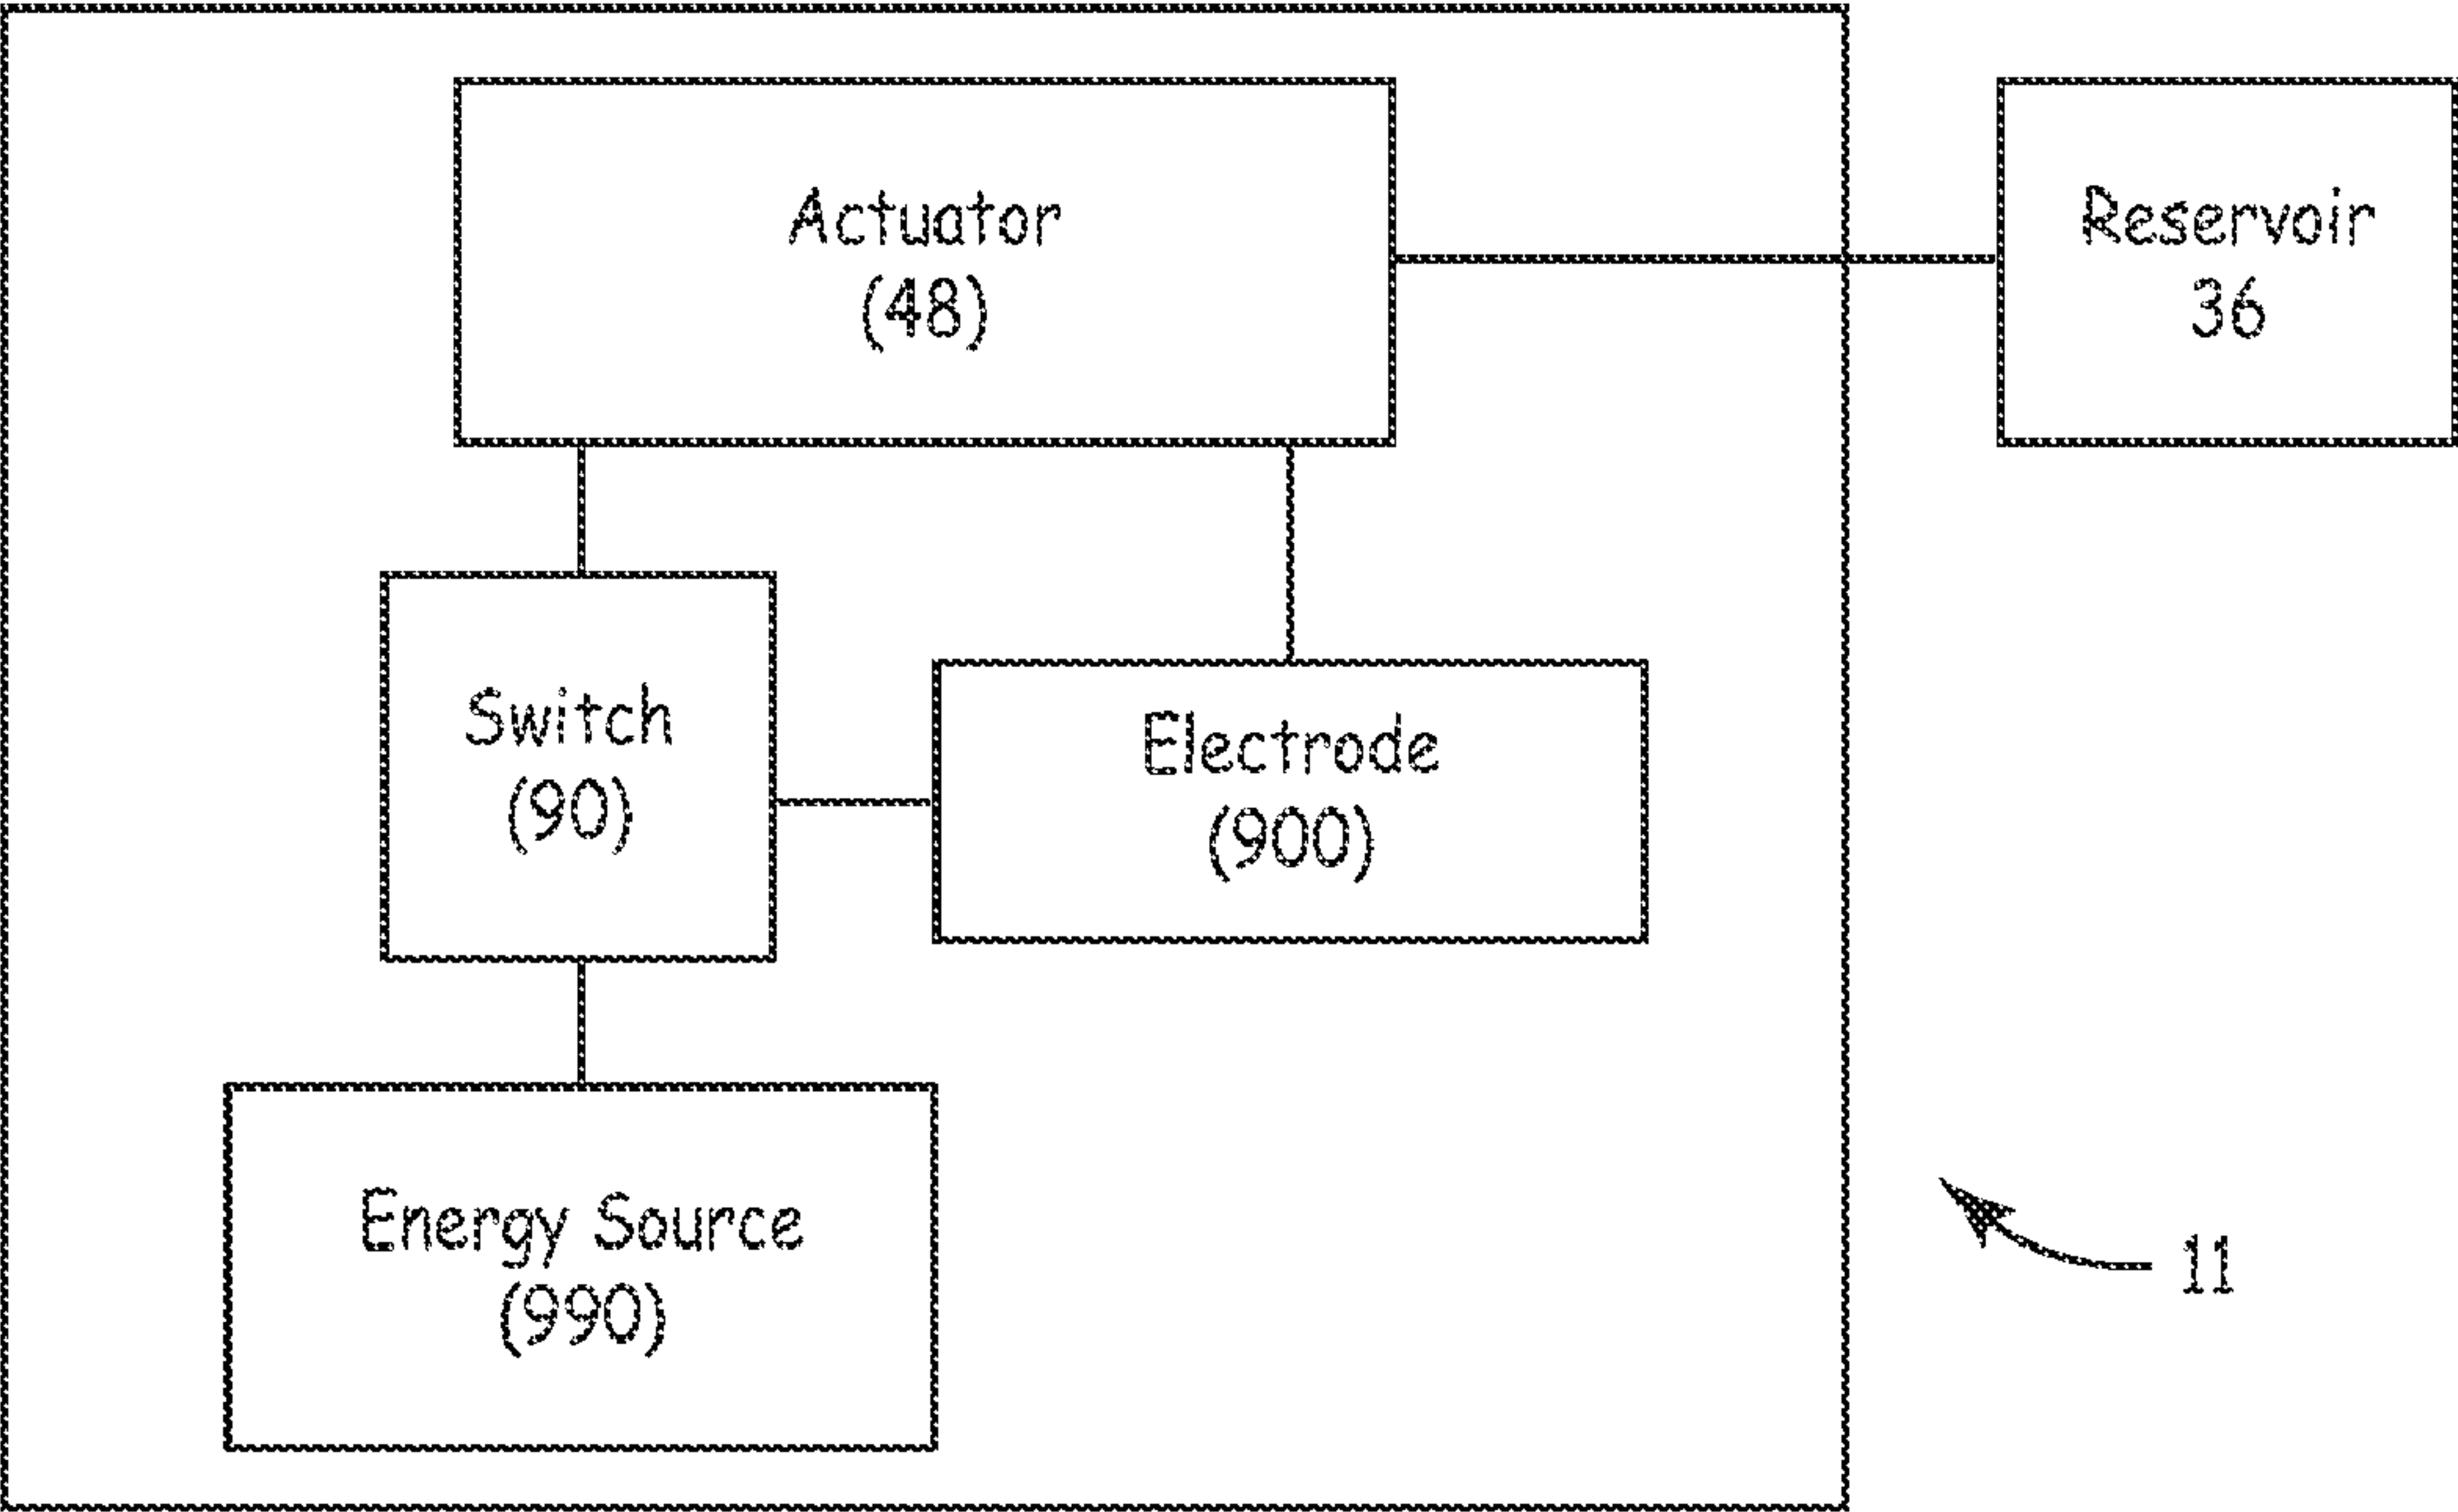 Actuator
(48)
Reservoir
36
Switch
(90)
Electrode
(900)
Energy Source
(990)
11